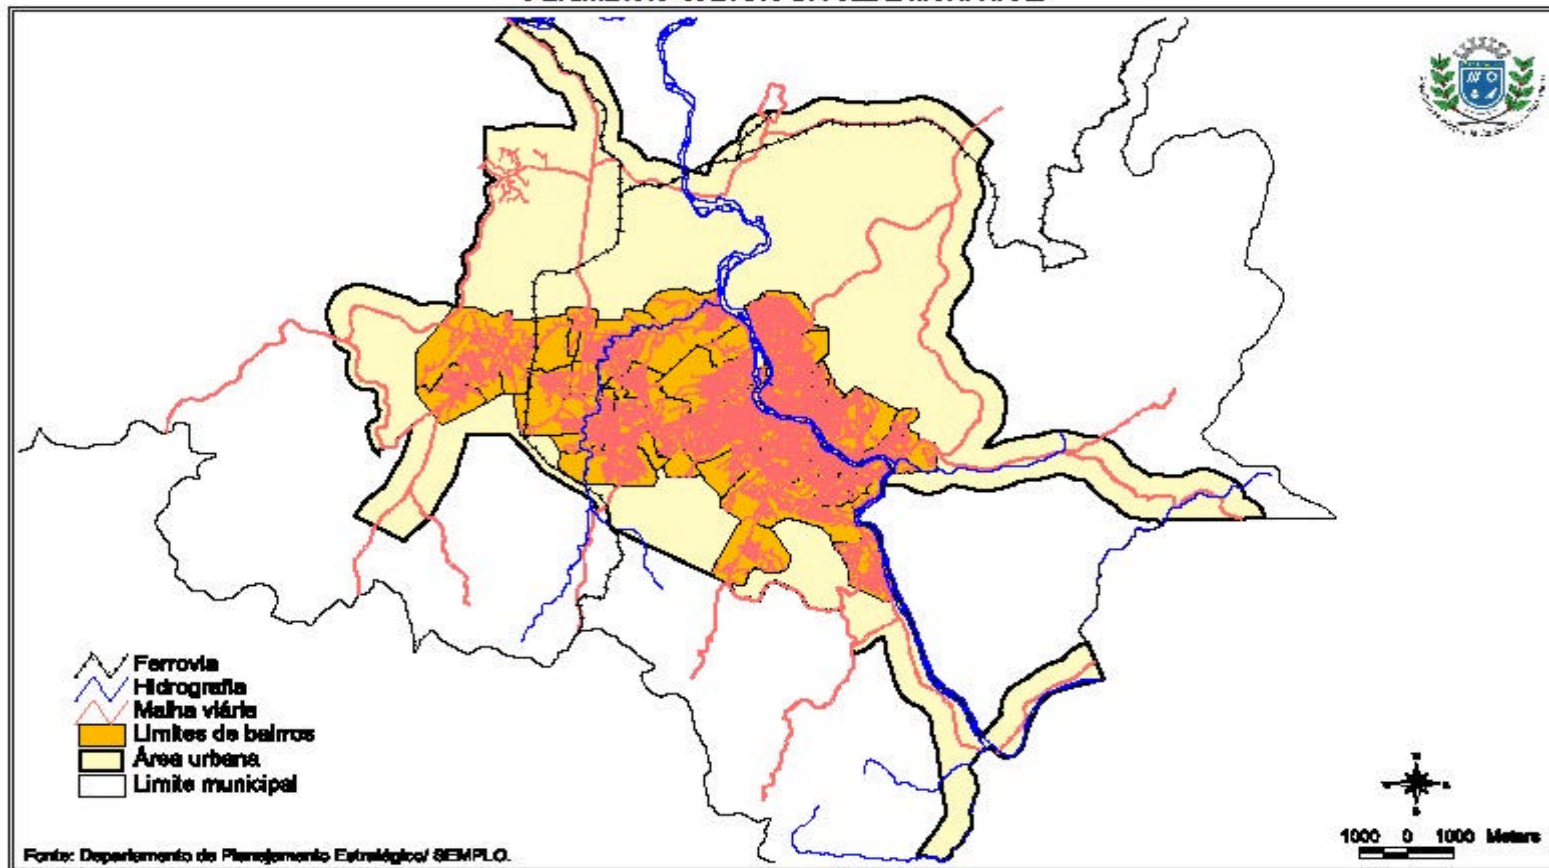 Ferrovia
Hidrografia
Malha viária
Limites de bairros
Área urbana
Limite municipal
1000 0 1000 Meters
Fonte: Departamento de Planejamento Estratégico/ SEMPLO.